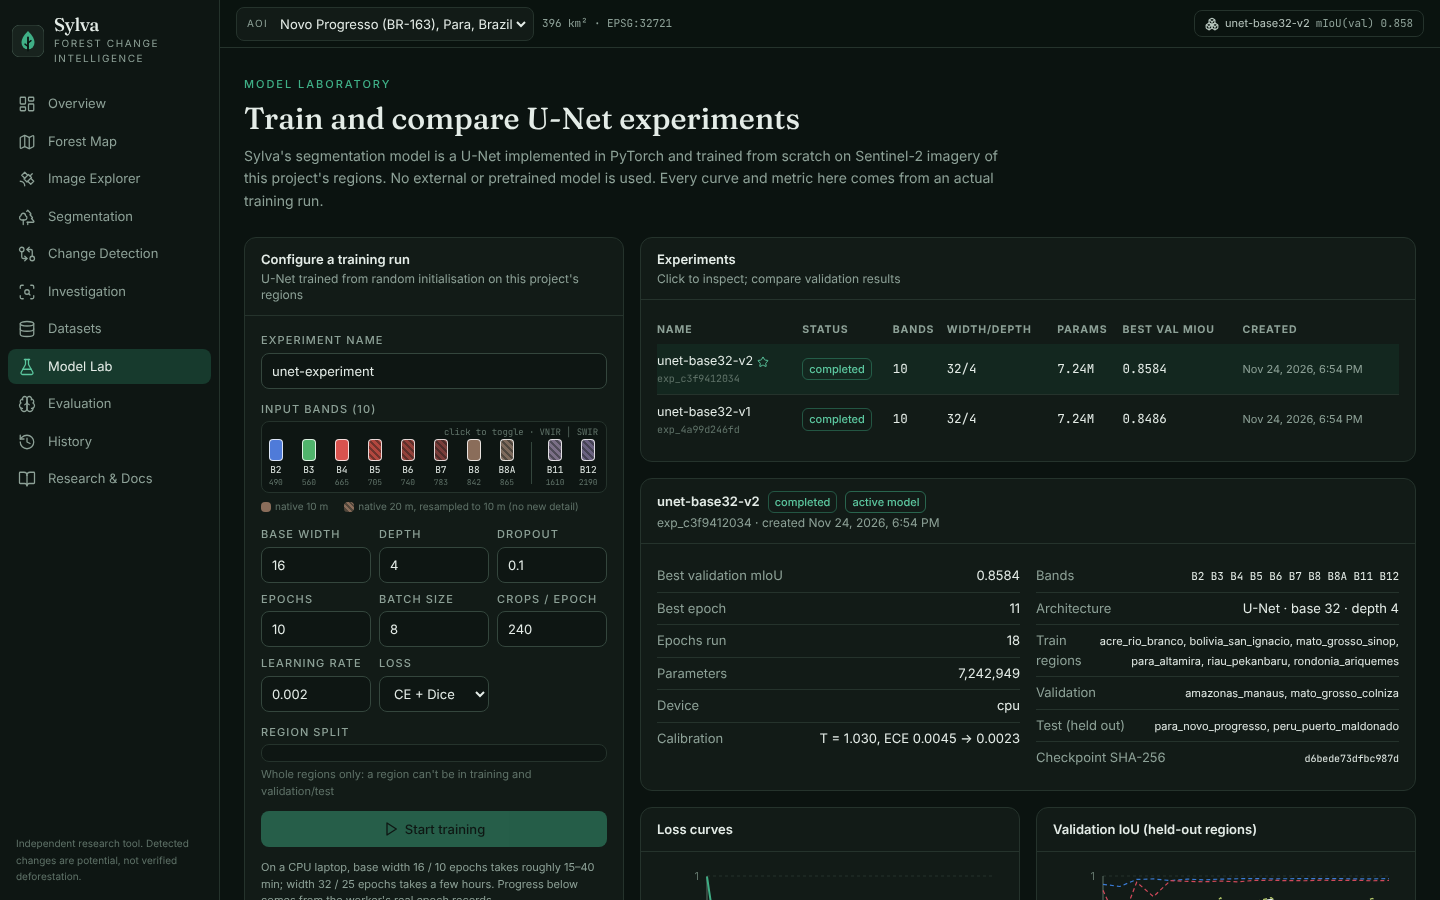 Sylva
FOREST CHANGE
INTELLIGENCE
AOI Novo Progresso (BR-163), Para, Brazil 396 km² · EPSG:32721
unet-base32-v2 mIoU(val) 0.858
Overview
Forest Map
Image Explorer
Segmentation
Change Detection
Investigation
Datasets
Model Lab
Evaluation
History
Research & Docs
Independent research tool. Detected
changes are potential, not verified
deforestation.
MODEL LABORATORY
Train and compare U-Net experiments
Sylva's segmentation model is a U-Net implemented in PyTorch and trained from scratch on Sentinel-2 imagery of
this project's regions. No external or pretrained model is used. Every curve and metric here comes from an actual
training run.
Configure a training run
U-Net trained from random initialisation on this project's
regions
EXPERIMENT NAME
unet-experiment
INPUT BANDS (10)
click to toggle · VNIR | SWIR
B2 B3 B4 B5 B6 B7 B8 B8A B11 B12
490 560 665 705 740 783 842 865 1610 2190
native 10 m native 20 m, resampled to 10 m (no new detail)
BASE WIDTH DEPTH DROPOUT
16 4 0.1
EPOCHS BATCH SIZE CROPS / EPOCH
10 8 240
LEARNING RATE LOSS
0.002 CE + Dice
REGION SPLIT
Whole regions only: a region can't be in training and
validation/test
Start training
On a CPU laptop, base width 16 / 10 epochs takes roughly 15–40
min; width 32 / 25 epochs takes a few hours. Progress below
comes from the worker's real epoch records.
Experiments
Click to inspect; compare validation results
NAME STATUS BANDS WIDTH/DEPTH PARAMS BEST VAL MIOU CREATED
unet-base32-v2 completed 10 32/4 7.24M 0.8584 Nov 24, 2026, 6:54 PM
exp_c3f9412034
unet-base32-v1 completed 10 32/4 7.24M 0.8486 Nov 24, 2026, 6:54 PM
exp_4a99d246fd
unet-base32-v2 completed active model
exp_c3f9412034 · created Nov 24, 2026, 6:54 PM
Best validation mIoU 0.8584
Best epoch 11
Epochs run 18
Parameters 7,242,949
Device cpu
Calibration T = 1.030, ECE 0.0045 → 0.0023
Bands B2 B3 B4 B5 B6 B7 B8 B8A B11 B12
Architecture U-Net · base 32 · depth 4
Train acre_rio_branco, bolivia_san_ignacio, mato_grosso_sinop,
regions para_altamira, riau_pekanbaru, rondonia_ariquemes
Validation amazonas_manaus, mato_grosso_colniza
Test (held out) para_novo_progresso, peru_puerto_maldonado
Checkpoint SHA-256 d6bede73dfbc987d
Loss curves
1
Validation IoU (held-out regions)
1